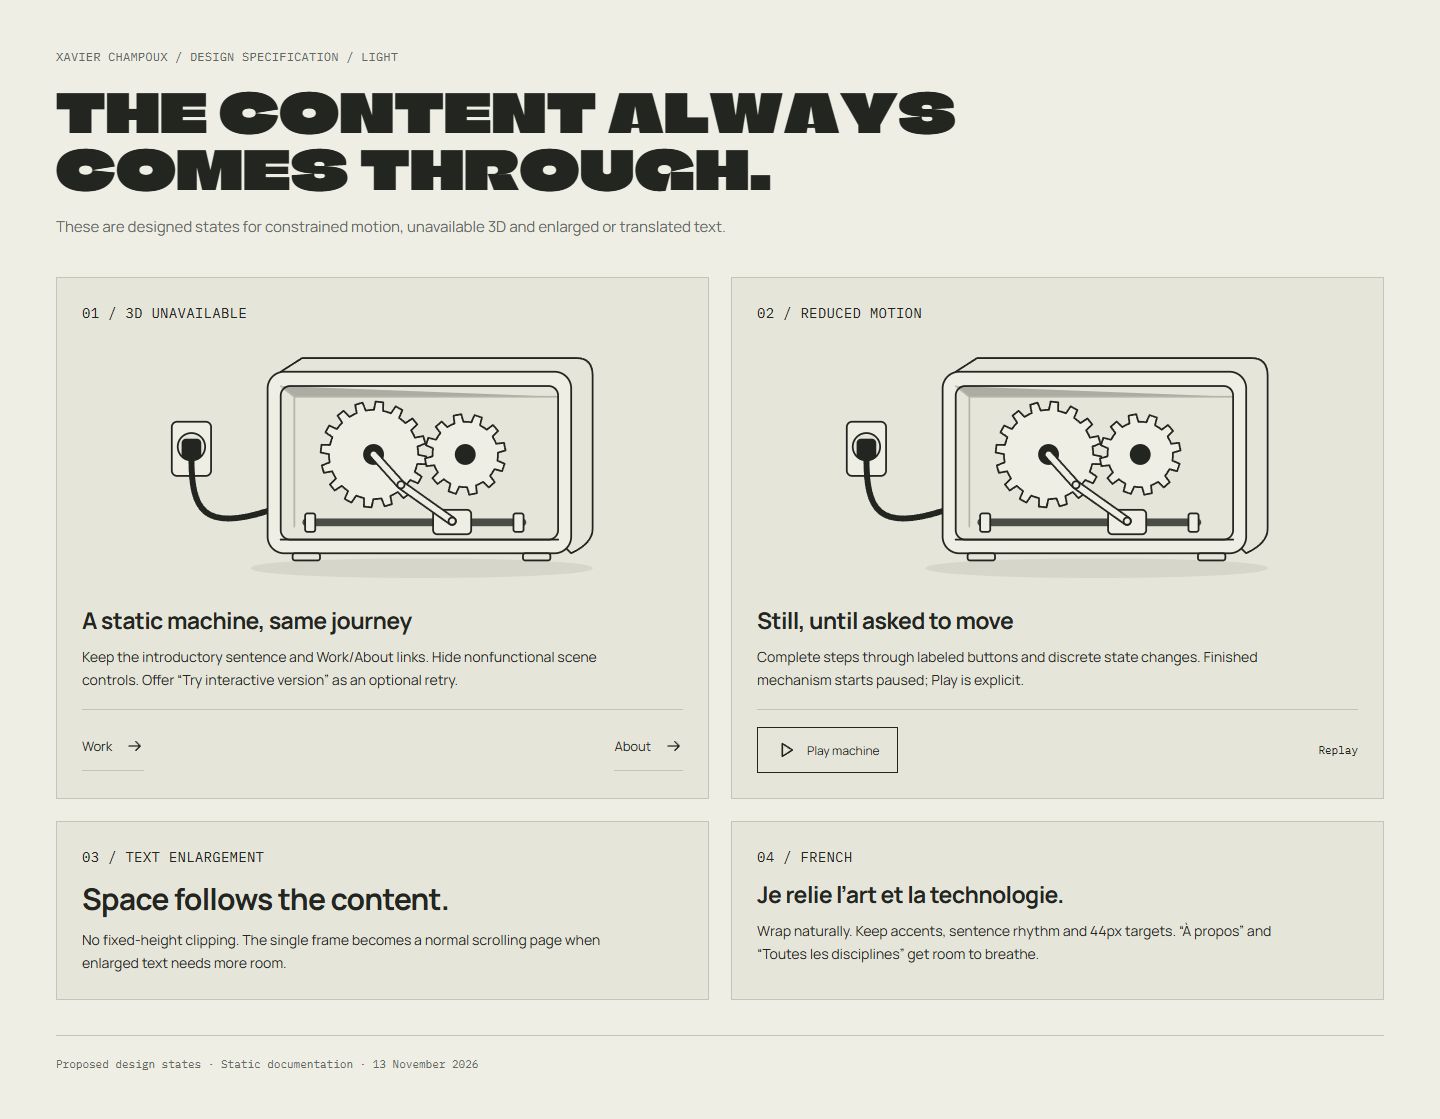 XAVIER CHAMPOUX / DESIGN SPECIFICATION / LIGHT
THE CONTENT ALWAYS
COMES THROUGH.
These are designed states for constrained motion, unavailable 3D and enlarged or translated text.
01 / 3D UNAVAILABLE
A static machine, same journey
Keep the introductory sentence and Work/About links. Hide nonfunctional scene
controls. Offer “Try interactive version” as an optional retry.
Work →
About →
02 / REDUCED MOTION
Still, until asked to move
Complete steps through labeled buttons and discrete state changes. Finished
mechanism starts paused; Play is explicit.
Play machine
Replay
03 / TEXT ENLARGEMENT
Space follows the content.
No fixed-height clipping. The single frame becomes a normal scrolling page when
enlarged text needs more room.
04 / FRENCH
Je relie l’art et la technologie.
Wrap naturally. Keep accents, sentence rhythm and 44px targets. “À propos” and
“Toutes les disciplines” get room to breathe.
Proposed design states · Static documentation · 13 November 2026